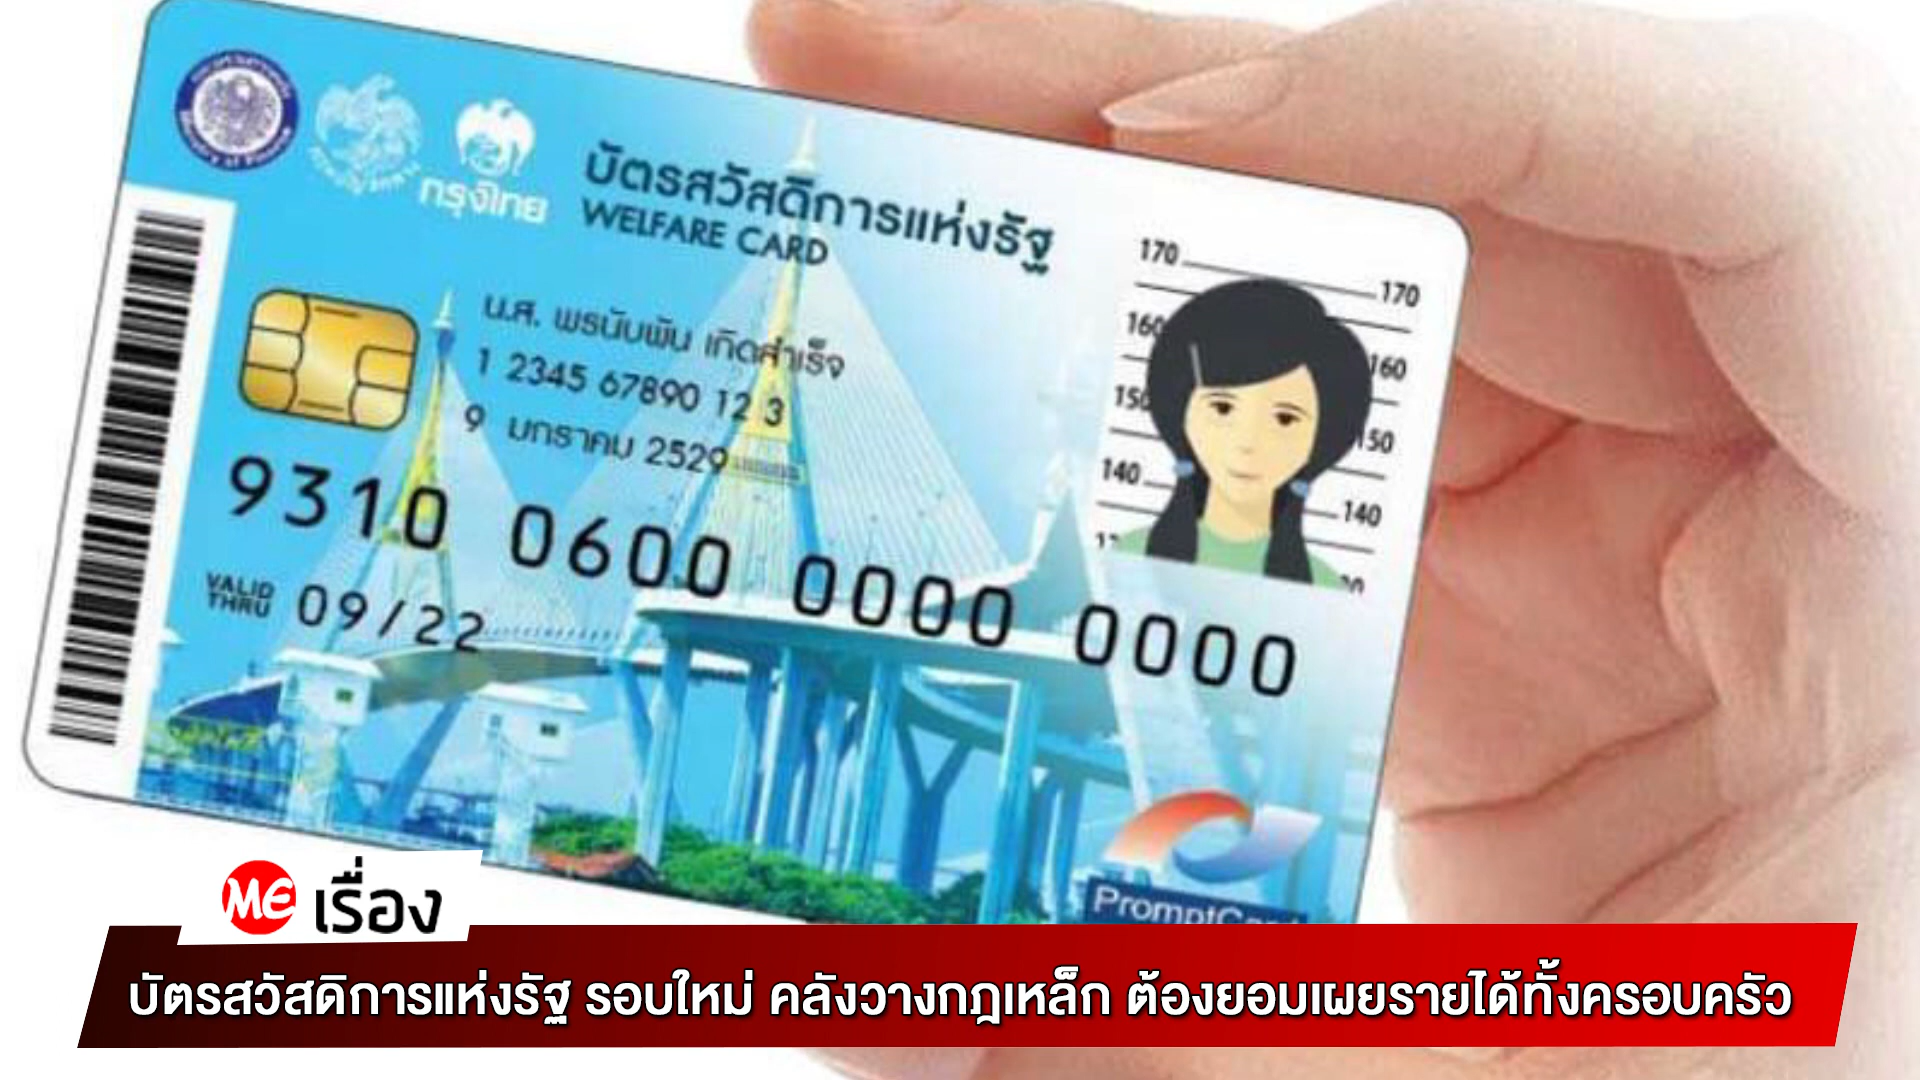 Ministry of Finance
กรุงไทย
บัตรสวัสดิการแห่งรัฐ
WELFARE CARD
น.ส. พรนับพัน เกิดสำเร็จ
1 2345 67890 12 3
9 มกราคม 2529
9310 0600 0000 0000
VALID THRU 09/22
170 170
160 160
150 150
140 140
PromptCard
ME เรื่อง
บัตรสวัสดิการแห่งรัฐ รอบใหม่ คลังวางกฎเหล็ก ต้องยอมเผยรายได้ทั้งครอบครัว